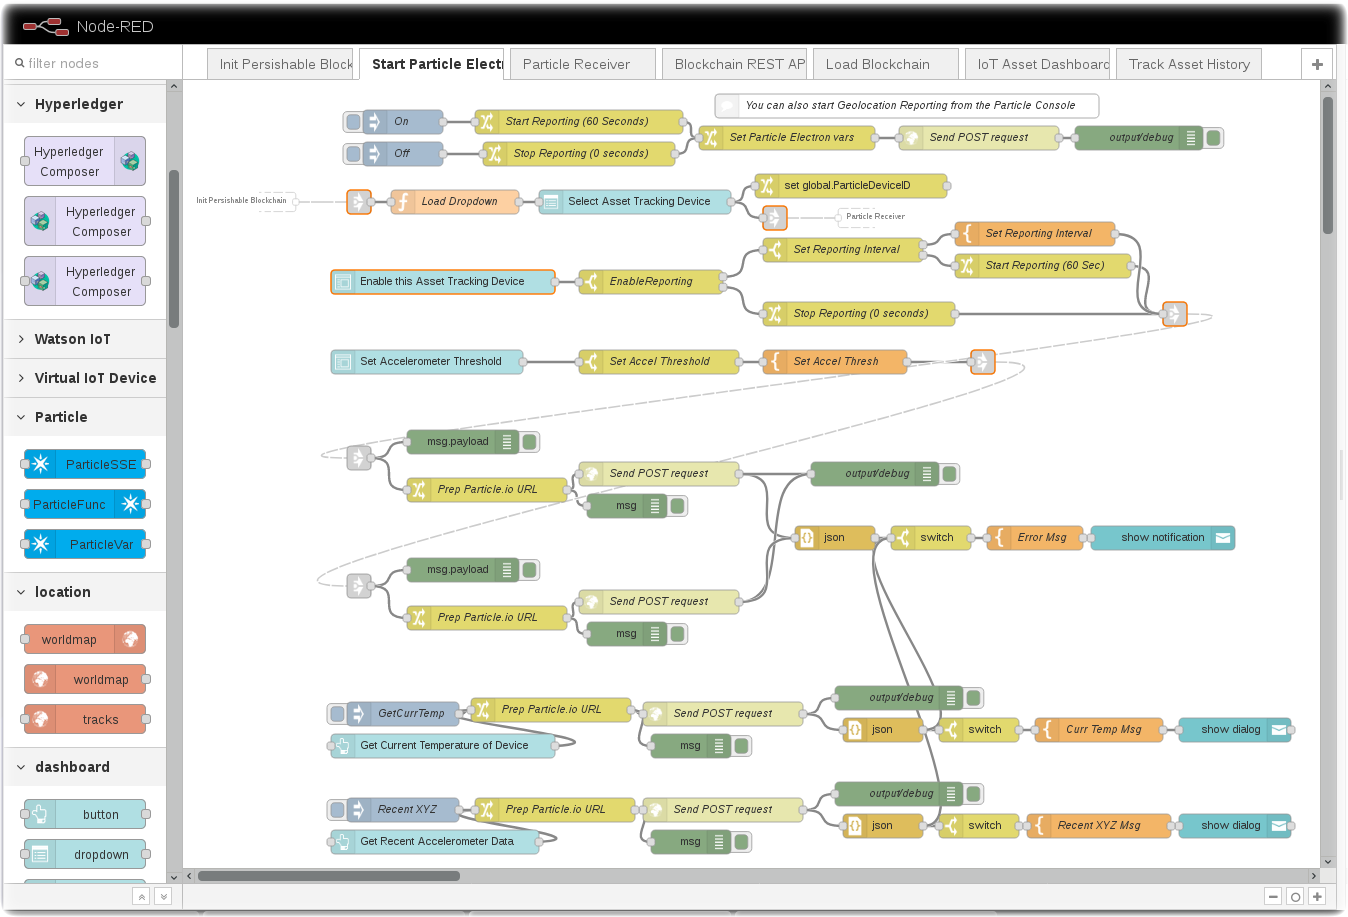 Node-RED
filter nodes
Init Persishable Block
Start Particle Electr
Particle Receiver
Blockchain REST AP
Load Blockchain
IoT Asset Dashboard
Track Asset History
Hyperledger
Hyperledger
Composer
Hyperledger
Composer
Hyperledger
Composer
Watson IoT
Virtual IoT Device
Particle
ParticleSSE
ParticleFunc
ParticleVar
location
worldmap
worldmap
tracks
dashboard
button
dropdown
You can also start Geolocation Reporting from the Particle Console
On
Start Reporting (60 Seconds)
Set Particle Electron vars
Send POST request
output/debug
Off
Stop Reporting (0 seconds)
Init Persishable Blockchain
Load Dropdown
Select Asset Tracking Device
set global.ParticleDeviceID
Particle Receiver
Set Reporting Interval
Set Reporting Interval
Start Reporting (60 Sec)
Enable this Asset Tracking Device
EnableReporting
Stop Reporting (0 seconds)
Set Accelerometer Threshold
Set Accel Threshold
Set Accel Thresh
msg.payload
Prep Particle.io URL
Send POST request
output/debug
msg
json
switch
Error Msg
show notification
msg.payload
Prep Particle.io URL
Send POST request
msg
GetCurrTemp
Prep Particle.io URL
Send POST request
output/debug
json
switch
Curr Temp Msg
show dialog
Get Current Temperature of Device
msg
Recent XYZ
Prep Particle.io URL
Send POST request
output/debug
json
switch
Recent XYZ Msg
show dialog
Get Recent Accelerometer Data
msg